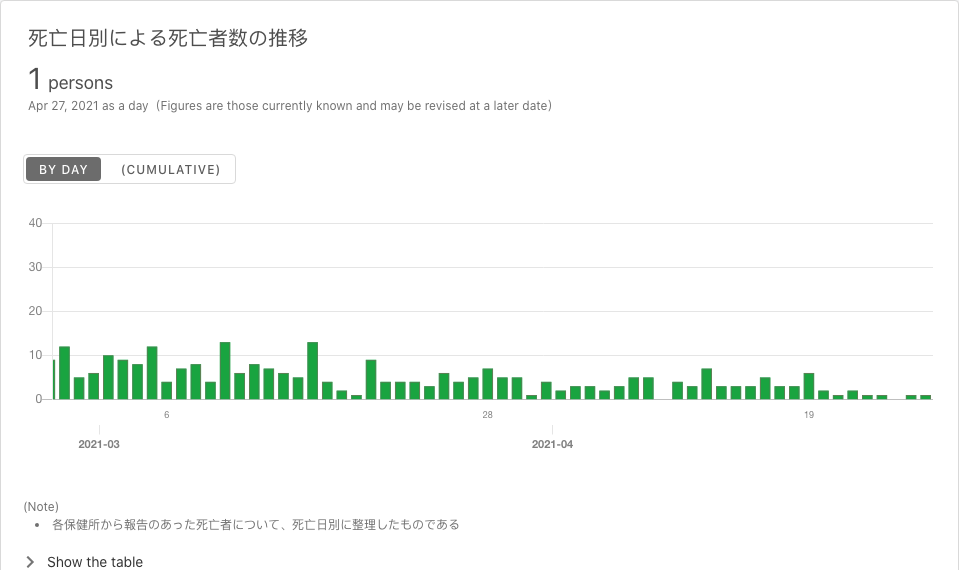 死亡日別による死亡者数の推移
1 persons
Apr 27, 2021 as a day（Figures are those currently known and may be revised at a later date）
BY DAY (CUMULATIVE)
40
30
20
10
0
6 28 19
2021-03 2021-04
(Note)
• 各保健所から報告のあった死亡者について、死亡日別に整理したものである
Show the table